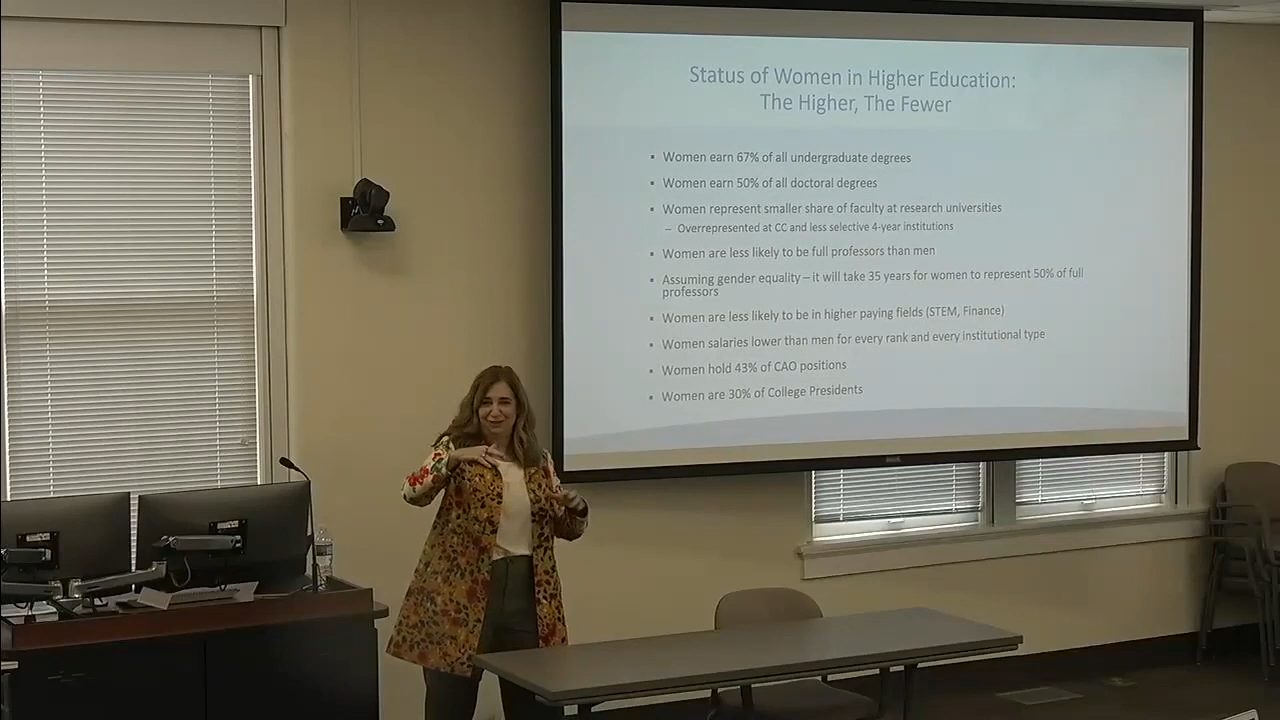 Status of Women in Higher Education:
The Higher, The Fewer
▪ Women earn 67% of all undergraduate degrees
▪ Women earn 50% of all doctoral degrees
▪ Women represent smaller share of faculty at research universities
– Overrepresented at CC and less selective 4-year institutions
▪ Women are less likely to be full professors than men
▪ Assuming gender equality – it will take 35 years for women to represent 50% of full
professors
▪ Women are less likely to be in higher paying fields (STEM, Finance)
▪ Women salaries lower than men for every rank and every institutional type
▪ Women hold 43% of CAO positions
▪ Women are 30% of College Presidents